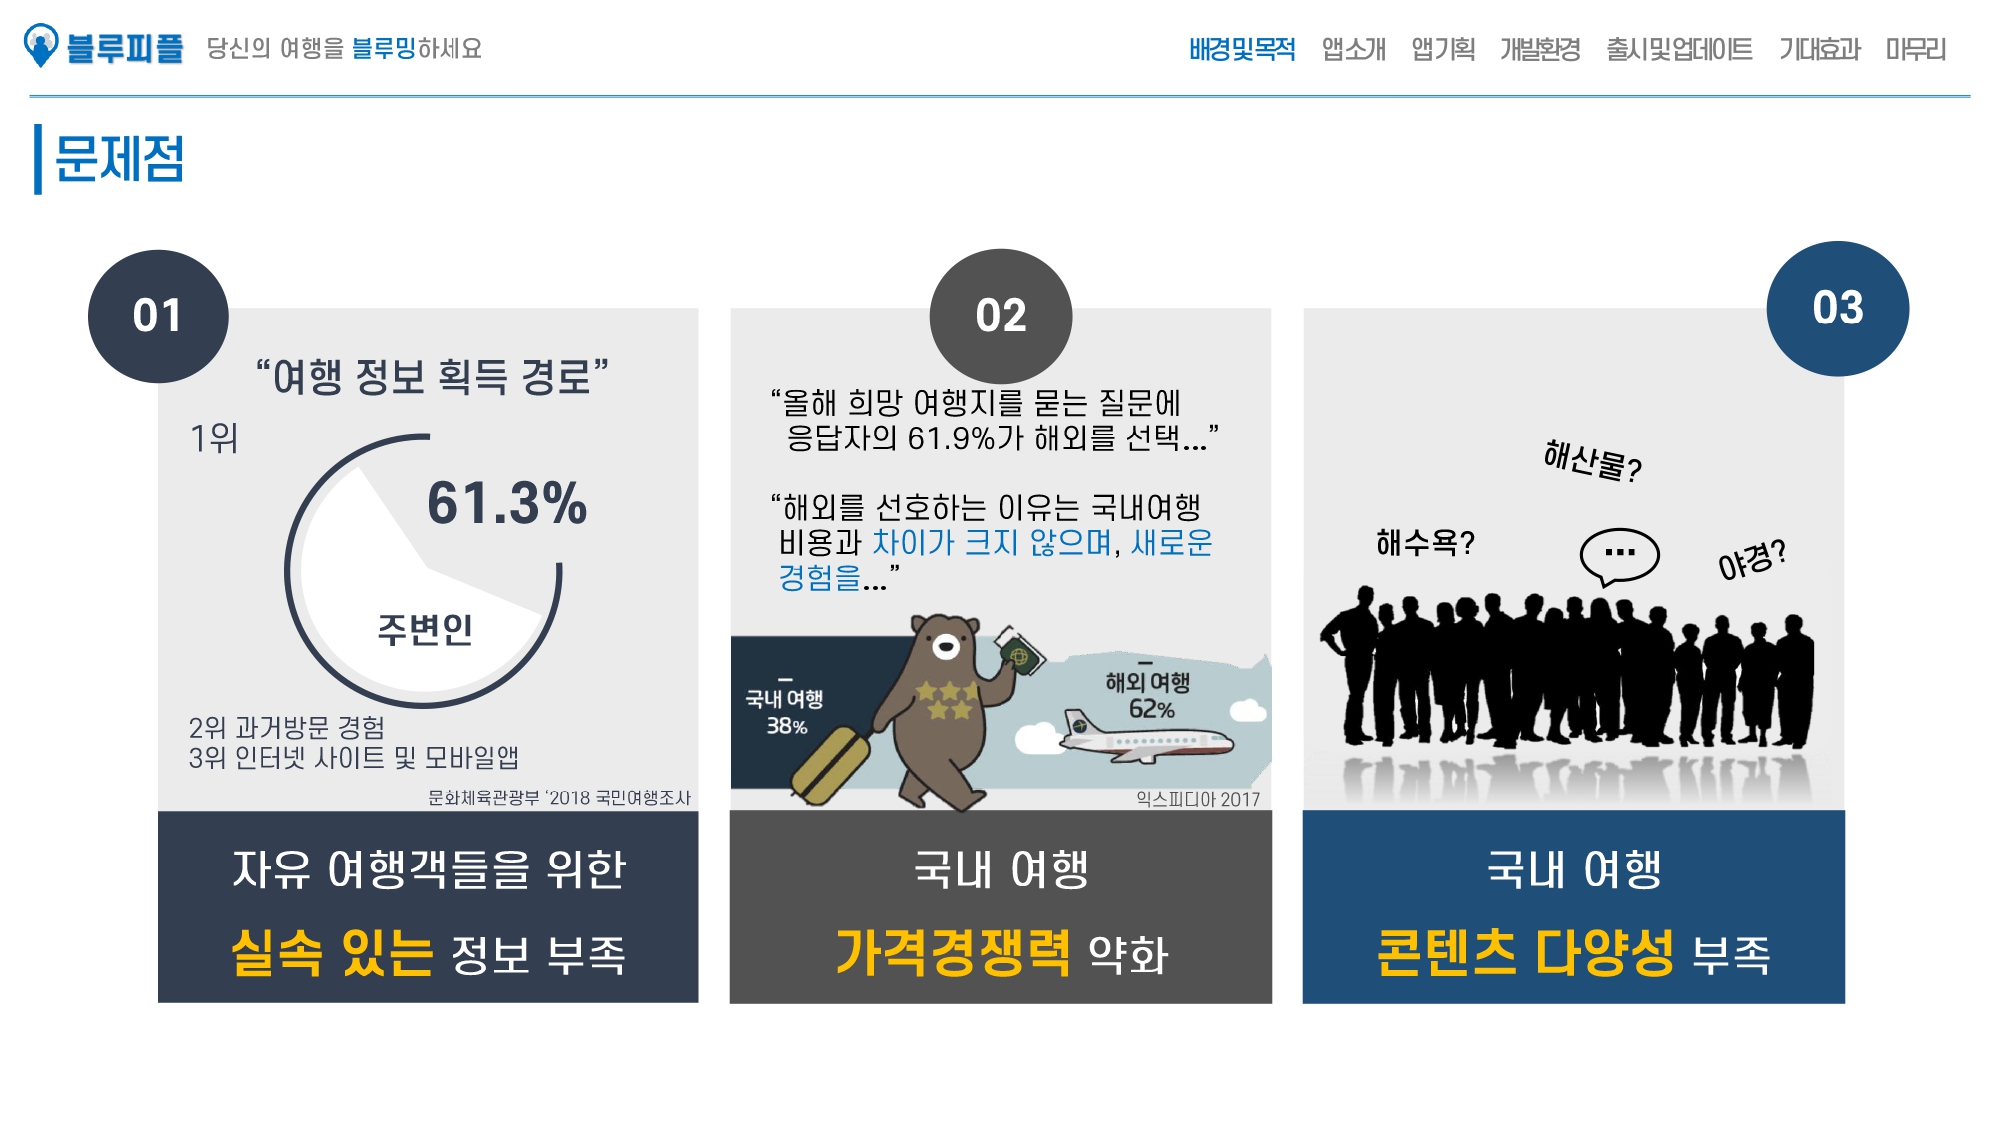 블루피플 당신의 여행을 블루밍하세요
배경및목적 앱소개 앱기획 개발환경 출시및업데이트 기대효과 마무리
문제점
01
“여행 정보 획득 경로”
1위
61.3%
주변인
2위 과거방문 경험
3위 인터넷 사이트 및 모바일앱
문화체육관광부 ‘2018 국민여행조사
자유 여행객들을 위한
실속 있는 정보 부족
02
“올해 희망 여행지를 묻는 질문에
응답자의 61.9%가 해외를 선택...”
“해외를 선호하는 이유는 국내여행
비용과 차이가 크지 않으며, 새로운
경험을...”
국내 여행
38%
해외 여행
62%
익스피디아 2017
국내 여행
가격경쟁력 약화
03
해산물?
해수욕?
...
야경?
국내 여행
콘텐츠 다양성 부족